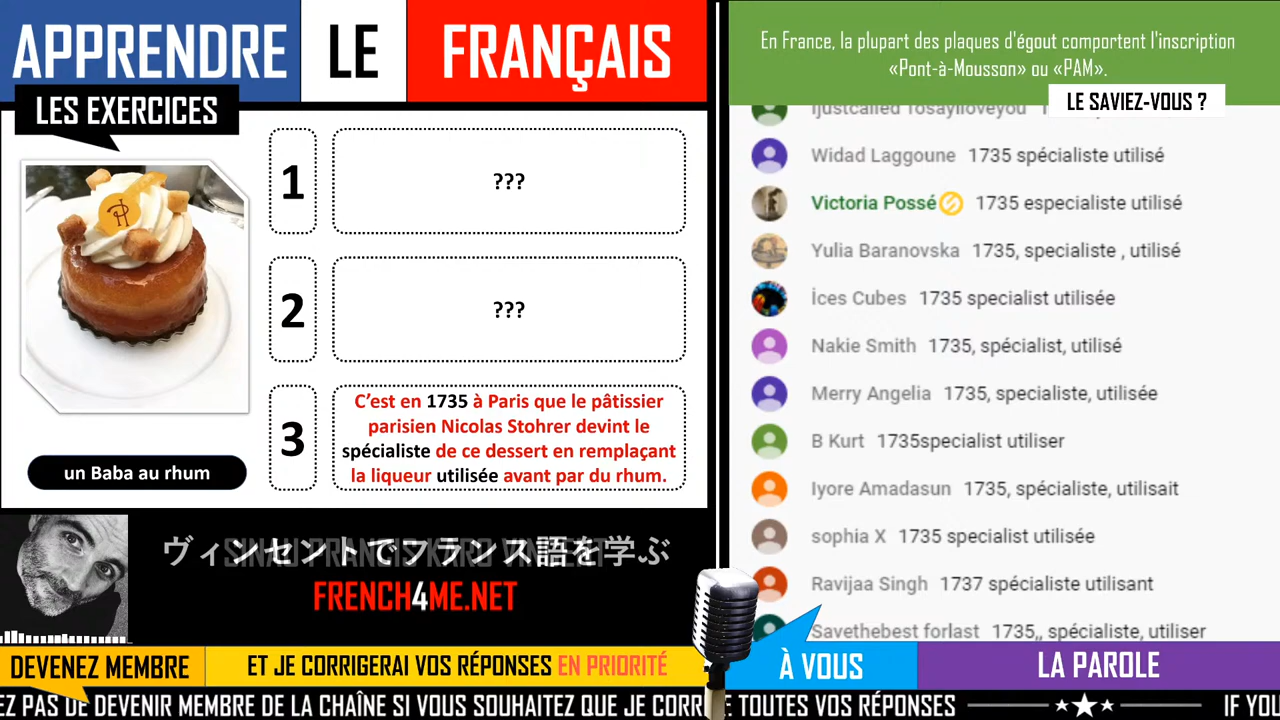 APPRENDRE LE FRANÇAIS
LES EXERCICES
un Baba au rhum
1
???
2
???
3
C’est en 1735 à Paris que le pâtissier
parisien Nicolas Stohrer devint le
spécialiste de ce dessert en remplaçant
la liqueur utilisée avant par du rhum.
ヴィンセントでフランス語を学ぶ
FRENCH4ME.NET
DEVENEZ MEMBRE
ET JE CORRIGERAI VOS RÉPONSES EN PRIORITÉ
En France, la plupart des plaques d'égout comportent l'inscription
«Pont-à-Mousson» ou «PAM».
LE SAVIEZ-VOUS ?
Widad Laggoune 1735 spécialiste utilisé
Victoria Possé 1735 especialiste utilisé
Yulia Baranovska 1735, specialiste , utilisé
İces Cubes 1735 specialist utilisée
Nakie Smith 1735, spécialist, utilisé
Merry Angelia 1735, specialiste, utilisée
B Kurt 1735specialist utiliser
Iyore Amadasun 1735, spécialiste, utilisait
sophia X 1735 specialist utilisée
Ravijaa Singh 1737 spécialiste utilisant
Savethebest forlast 1735,, spécialiste, utiliser
À VOUS
LA PAROLE
EZ PAS DE DEVENIR MEMBRE DE LA CHAÎNE SI VOUS SOUHAITEZ QUE JE CORR E TOUTES VOS RÉPONSES IF YOU